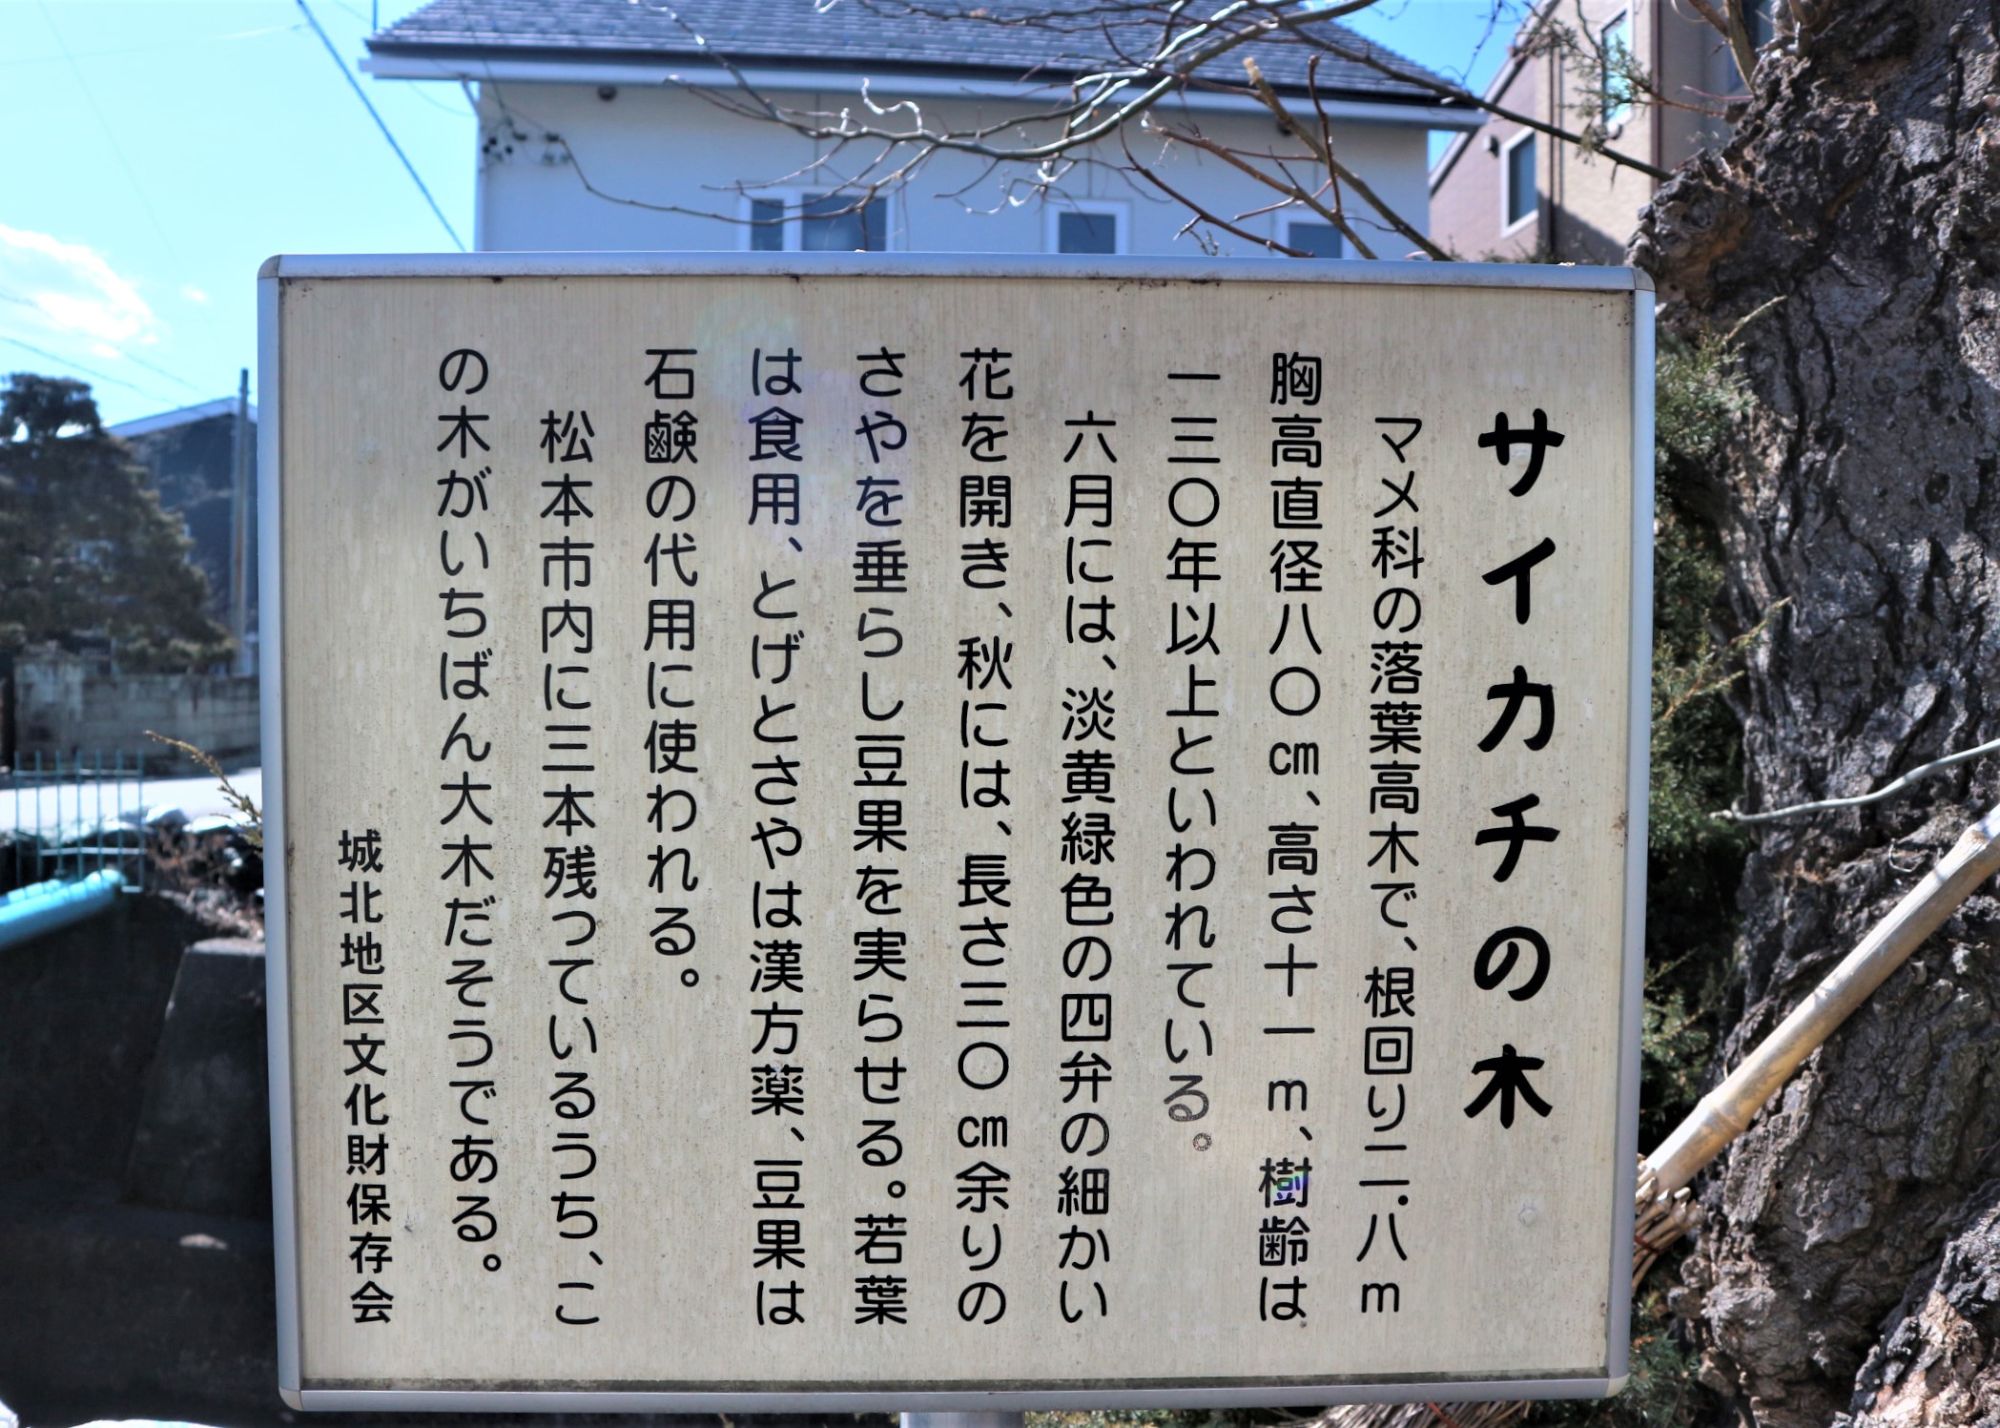 サイカチの木
マメ科の落葉高木で、根回り二.八m
胸高直径八〇cm、高さ十一m、樹齢は
一三〇年以上といわれている。
六月には、淡黄緑色の四弁の細かい
花を開き、秋には、長さ三〇cm余りの
さやを垂らし豆果を実らせる。若葉
は食用、とげとさやは漢方薬、豆果は
石鹸の代用に使われる。
松本市内に三本残っているうち、こ
の木がいちばん大木だそうである。
城北地区文化財保存会